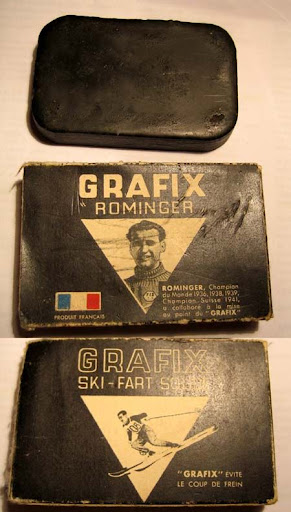 GRAFIX
"ROMINGER
ROMINGER, Champion
du Monde 1936, 1938, 1939,
Champion Suisse 1941,
a collaboré à la mise
au point du "GRAFIX"
PRODUIT FRANÇAIS
GRAFIX
SKI-FART
"GRAFIX" ÉVITE
LE COUP DE FREIN